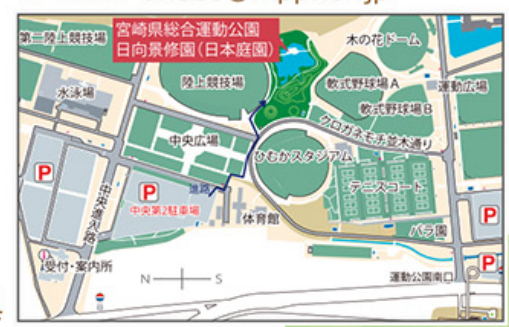 宮崎県総合運動公園
日向景修園(日本庭園)
第二陸上競技場
木の花ドーム
陸上競技場
軟式野球場A
運動広場
水泳場
軟式野球場B
クロガネモチ並木通り
中央広場
ひむかスタジアム
P
テニスコート
P
進路
中央第2駐車場
体育館
バラ園
P
中央進入路
i
受付・案内所
N
S
P
運動公園南口